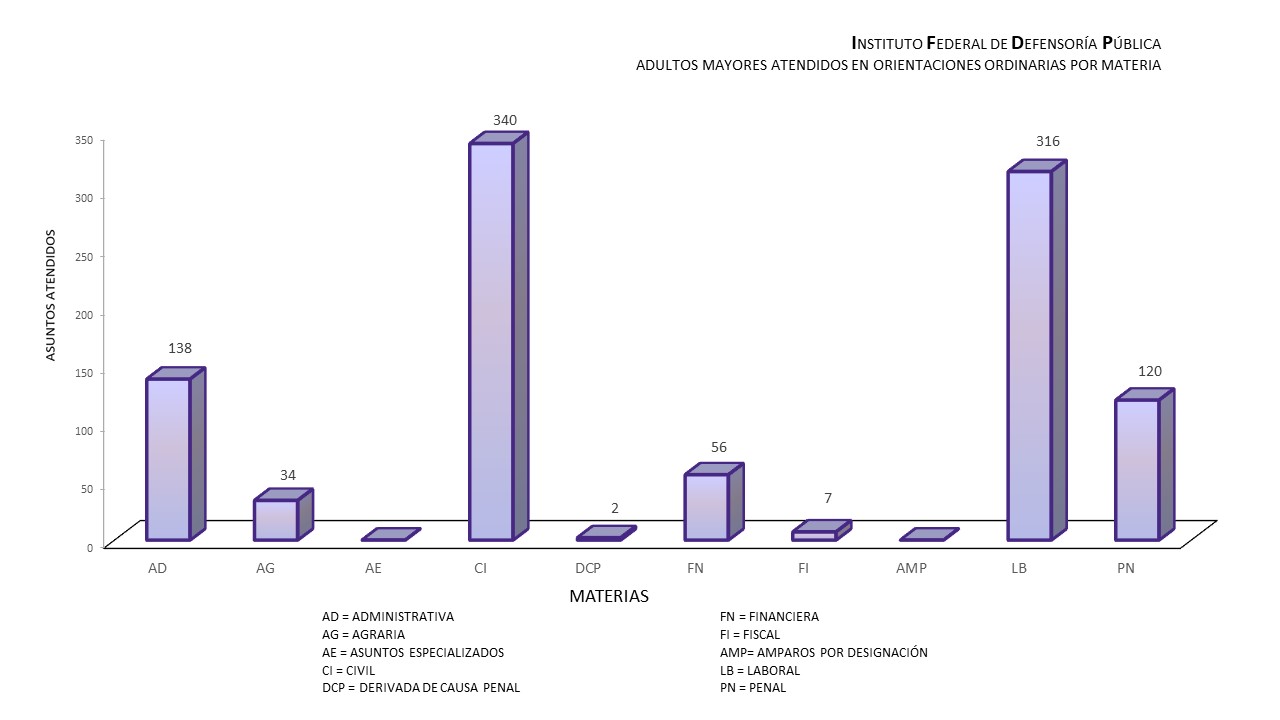 INSTITUTO FEDERAL DE DEFENSORÍA PÚBLICA
ADULTOS MAYORES ATENDIDOS EN ORIENTACIONES ORDINARIAS POR MATERIA
ASUNTOS ATENDIDOS
350
300
250
200
150
100
50
0
138
34
340
2
56
7
316
120
AD AG AE CI DCP FN FI AMP LB PN
MATERIAS
AD = ADMINISTRATIVA
AG = AGRARIA
AE = ASUNTOS ESPECIALIZADOS
CI = CIVIL
DCP = DERIVADA DE CAUSA PENAL
FN = FINANCIERA
FI = FISCAL
AMP= AMPAROS POR DESIGNACIÓN
LB = LABORAL
PN = PENAL